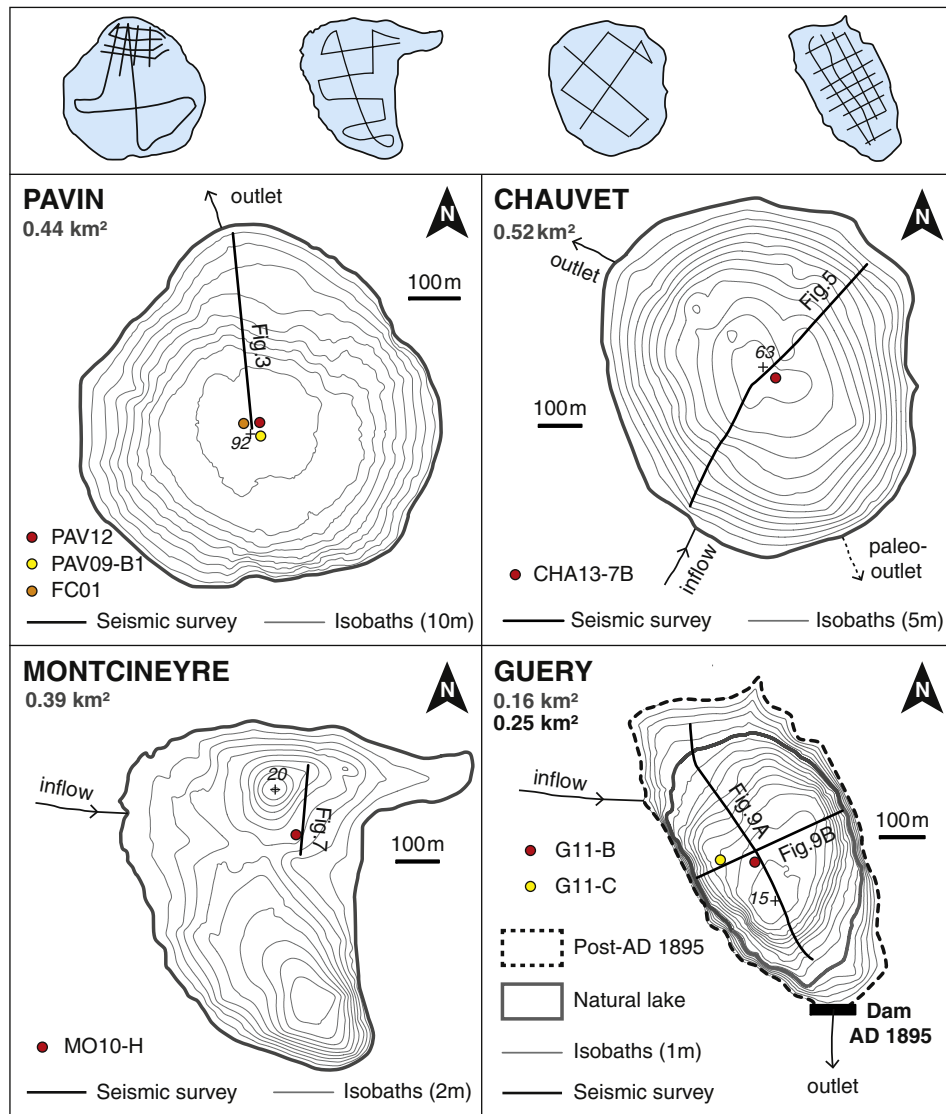 PAVIN
0.44 km²
outlet
N
100m
Fig.3
92
PAV12
PAV09-B1
FC01
Seismic survey
Isobaths (10m)
CHAUVET
0.52 km²
outlet
N
100m
Fig.5
63
inflow
paleo-
outlet
CHA13-7B
Seismic survey
Isobaths (5m)
MONTCINEYRE
0.39 km²
N
inflow
20
Fig.7
100m
MO10-H
Seismic survey
Isobaths (2m)
GUERY
0.16 km²
0.25 km²
N
inflow
100m
Fig.9A
Fig.9B
G11-B
G11-C
15
Post-AD 1895
Natural lake
Isobaths (1m)
Seismic survey
Dam
AD 1895
outlet